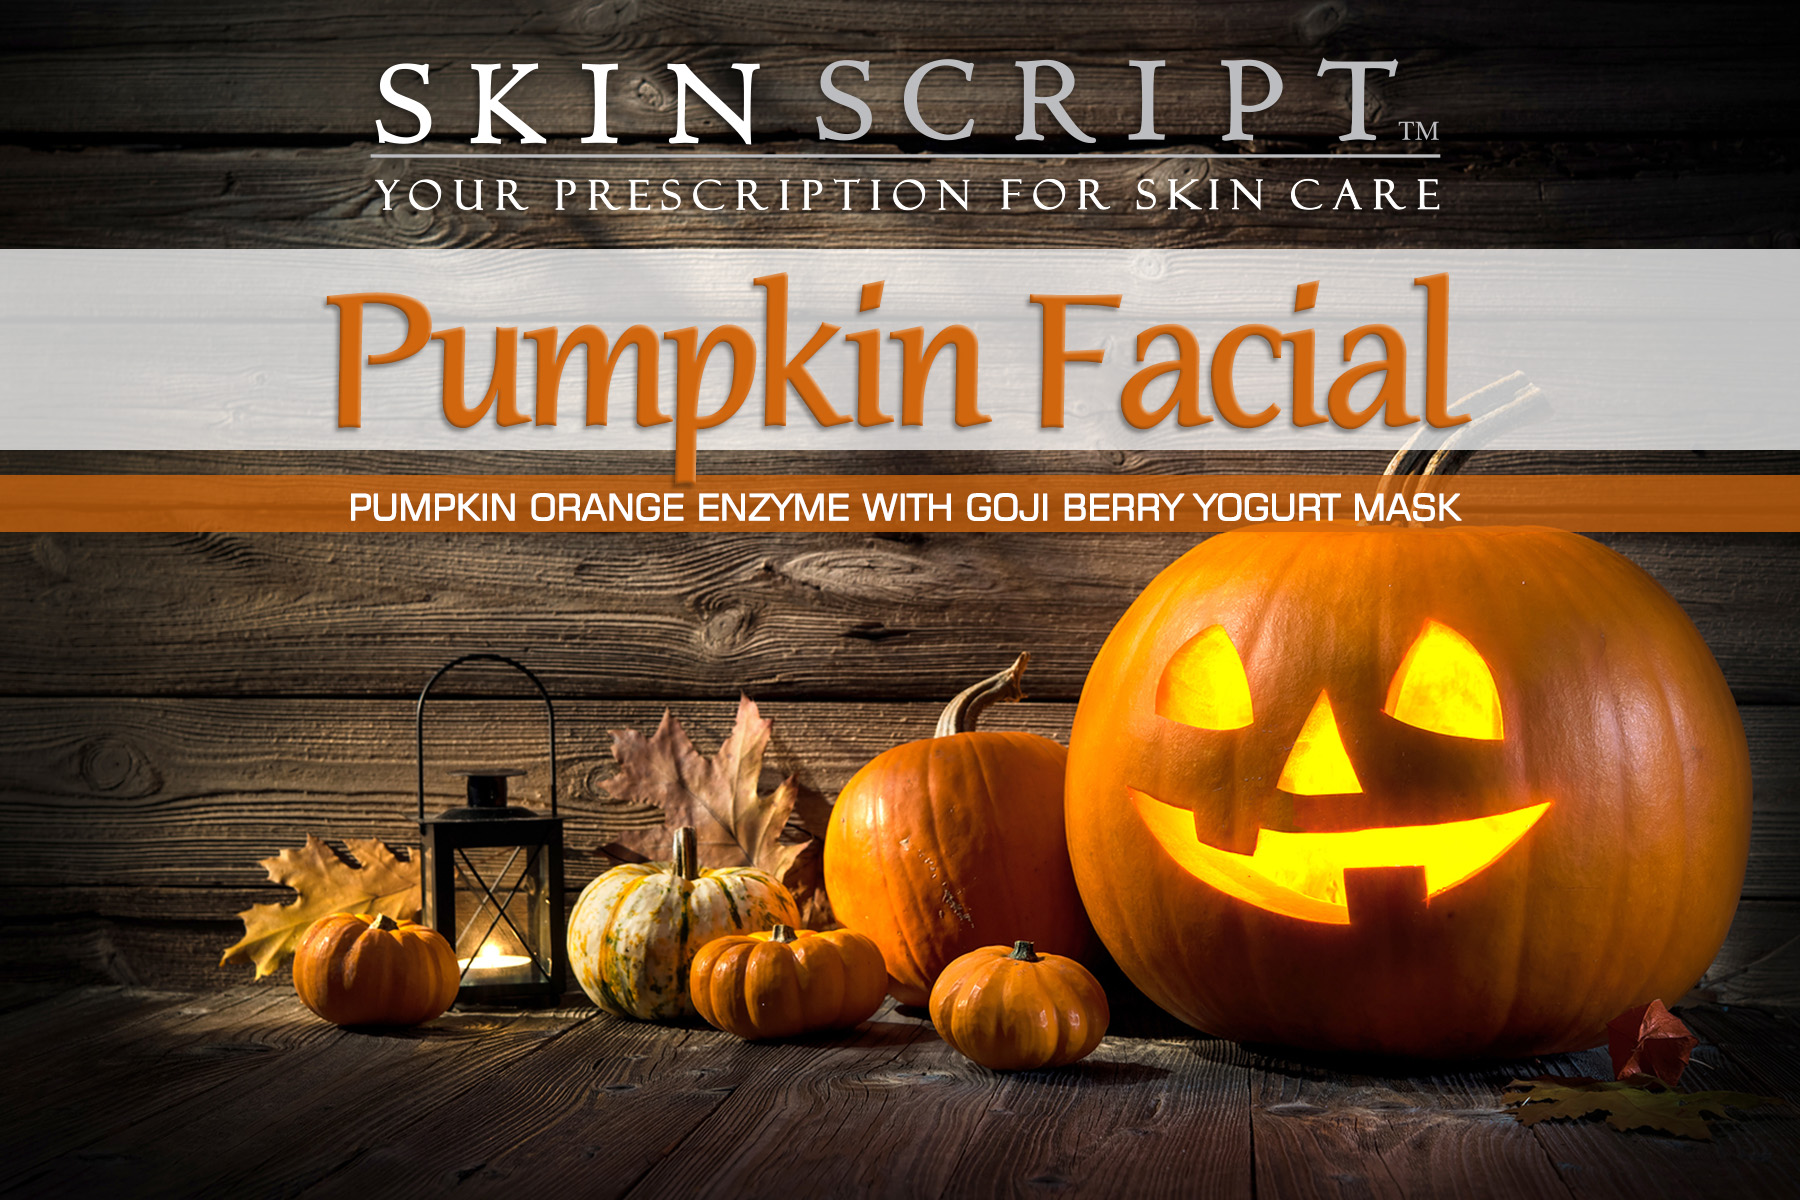 SKIN SCRIPT™
YOUR PRESCRIPTION FOR SKIN CARE
Pumpkin Facial
PUMPKIN ORANGE ENZYME WITH GOJI BERRY YOGURT MASK